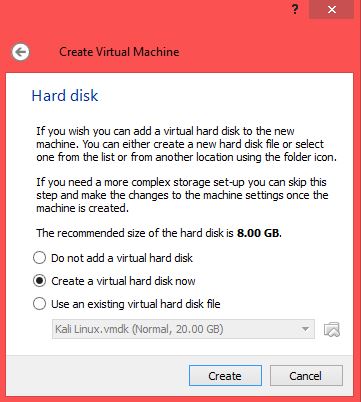 ?
Create Virtual Machine
Hard disk
If you wish you can add a virtual hard disk to the new
machine. You can either create a new hard disk file or select
one from the list or from another location using the folder icon.
If you need a more complex storage set-up you can skip this
step and make the changes to the machine settings once the
machine is created.
The recommended size of the hard disk is 8.00 GB.
Do not add a virtual hard disk
Create a virtual hard disk now
Use an existing virtual hard disk file
Kali Linux.vmdk (Normal, 20.00 GB)
Create
Cancel